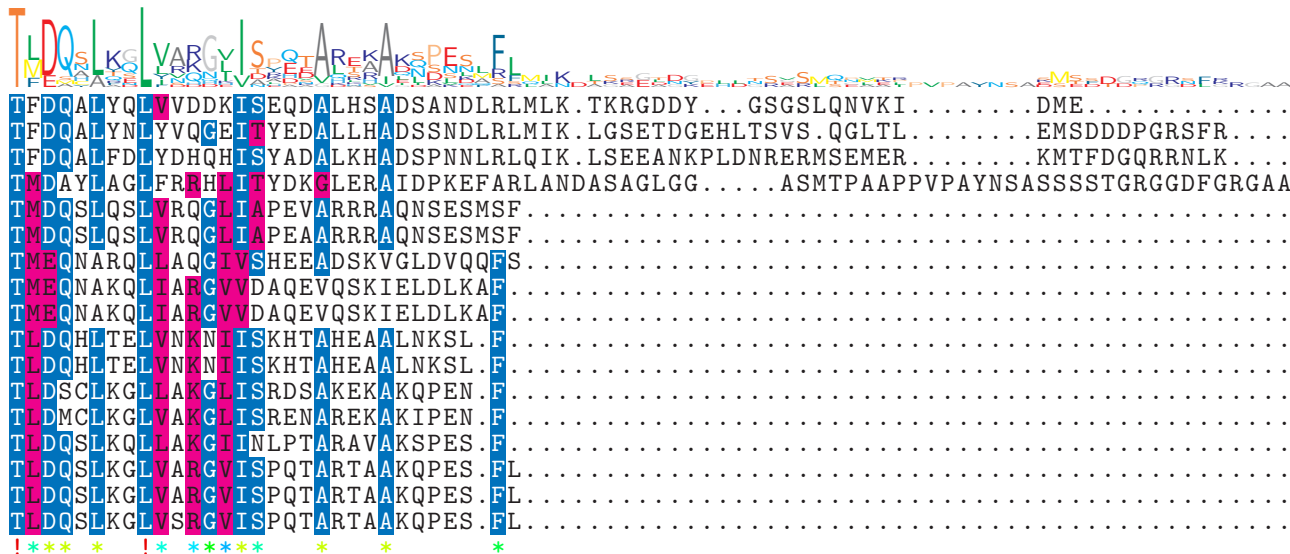 TFDQALYQLVVDDKISEQDALHSADSANDLRLMLK.TKRGDDY...GSGSLQNVKI........DME.............
TFDQALYNLYVQGEITYEDALLHADSSNDLRLMIK.LGSETDGEHLTSVS.QGLTL........EMSDDDPGRSFR....
TFDQALFDLYDHQHISYADALKHADSPNNLRLQIK.LSEEANKPLDNRERMSEMER........KMTFDGQRRNLK....
TMDAYLAGLFRRHLITYDKGLERAIDPKEFARLANDASAGLGG.....ASMTPAAPPVPAYNSASSSSTGRGGDFGRGAA
TMDQSLQSLVRQGLIAPEVARRRAQNSESMSF................................................
TMDQSLQSLVRQGLIAPEAARRRAQNSESMSF................................................
TMEQNARQLLAQGIVSHEEADSKVGLDVQQFS................................................
TMEQNAKQLIARGVVDAQEVQSKIELDLKAF.................................................
TMEQNAKQLIARGVVDAQEVQSKIELDLKAF.................................................
TLDQHLTELVNKNIISKHTAHEAALNKSL.F.................................................
TLDQHLTELVNKNIISKHTAHEAALNKSL.F.................................................
TLDSCLKGLLAKGLISRDSAKEKAKQPEN.F.................................................
TLDMCLKGLVAKGLISRENAREKAKIPEN.F.................................................
TLDQSLKQLLAKGIINLPTARAVAKSPES.F.................................................
TLDQSLKGLVARGVISPQTARTAAKQPES.FL................................................
TLDQSLKGLVARGVISPQTARTAAKQPES.FL................................................
TLDQSLKGLVSRGVISPQTARTAAKQPES.FL................................................
!*** *  !* *****   *   *      *